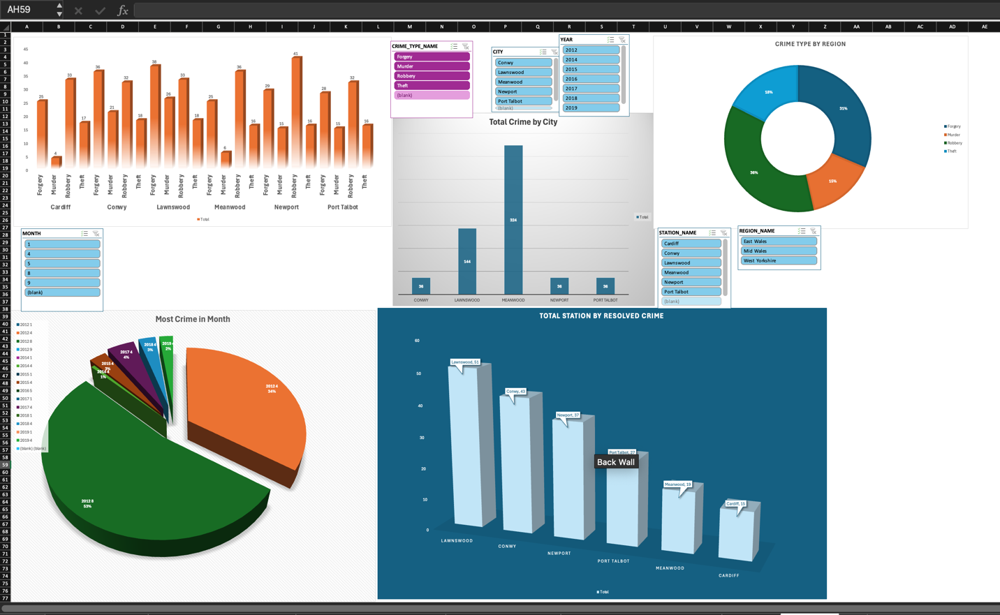 AH59
fx
A B C D E F G H I J K L M N O P Q R S T U V W X Y Z AA AB AC AD AE
1
2
3
4
5
6
7
8
9
10
11
12
13
14
15
16
17
18
19
20
21
22
23
24
25
26
27
28
29
30
31
32
33
34
35
36
37
38
39
40
41
42
43
44
45
46
47
48
49
50
51
52
53
54
55
56
57
58
59
60
61
62
63
64
65
66
67
68
69
70
71
72
73
74
75
76
77
45
40
35
30
25
20
15
10
5
0
25 4 33 17 36 21 32 18 38 26 33 18 25 6 36 16 29 15 41 16 28 15 32 16
Forgery Murder Robbery Theft Forgery Murder Robbery Theft Forgery Murder Robbery Theft Forgery Murder Robbery Theft Forgery Murder Robbery Theft Forgery Murder Robbery Theft
Cardiff Conwy Lawnswood Meanwood Newport Port Talbot
Total
CRIME_TYPE_NAME
Forgery
Murder
Robbery
Theft
(blank)
CITY
Conwy
Lawnswood
Meanwood
Newport
Port Talbot
(blank)
YEAR
2012
2014
2015
2016
2017
2018
2019
CRIME TYPE BY REGION
31%
15%
36%
18%
Forgery
Murder
Robbery
Theft
Total Crime by City
36 144 324 36 36
CONWY LAWNSWOOD MEANWOOD NEWPORT PORT TALBOT
Total
MONTH
1
4
5
8
9
(blank)
STATION_NAME
Cardiff
Conwy
Lawnswood
Meanwood
Newport
Port Talbot
(blank)
REGION_NAME
East Wales
Mid Wales
West Yorkshire
Most Crime in Month
2012 1
2012 4
2012 8
2012 9
2014 1
2014 4
2015 1
2015 4
2016 5
2017 1
2017 4
2018 1
2018 4
2019 1
2019 4
(blank) (blank)
2012 4
34%
2012 8
53%
2014 4
1%
2015 4
2017 4
4%
2018 4
3%
2019 4
2%
TOTAL STATION BY RESOLVED CRIME
60
50
40
30
20
10
0
Lawnswood, 51
Conwy, 43
Newport, 37
Port Talbot, 27
Meanwood, 19
Cardiff, 15
Back Wall
LAWNSWOOD
CONWY
NEWPORT
PORT TALBOT
MEANWOOD
CARDIFF
Total